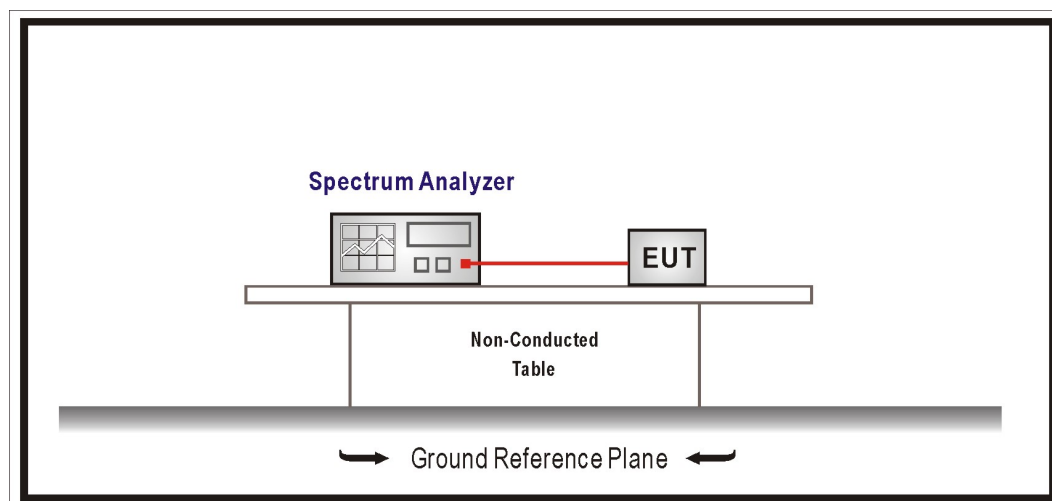 Spectrum Analyzer
EUT
Non-Conducted
Table
Ground Reference Plane